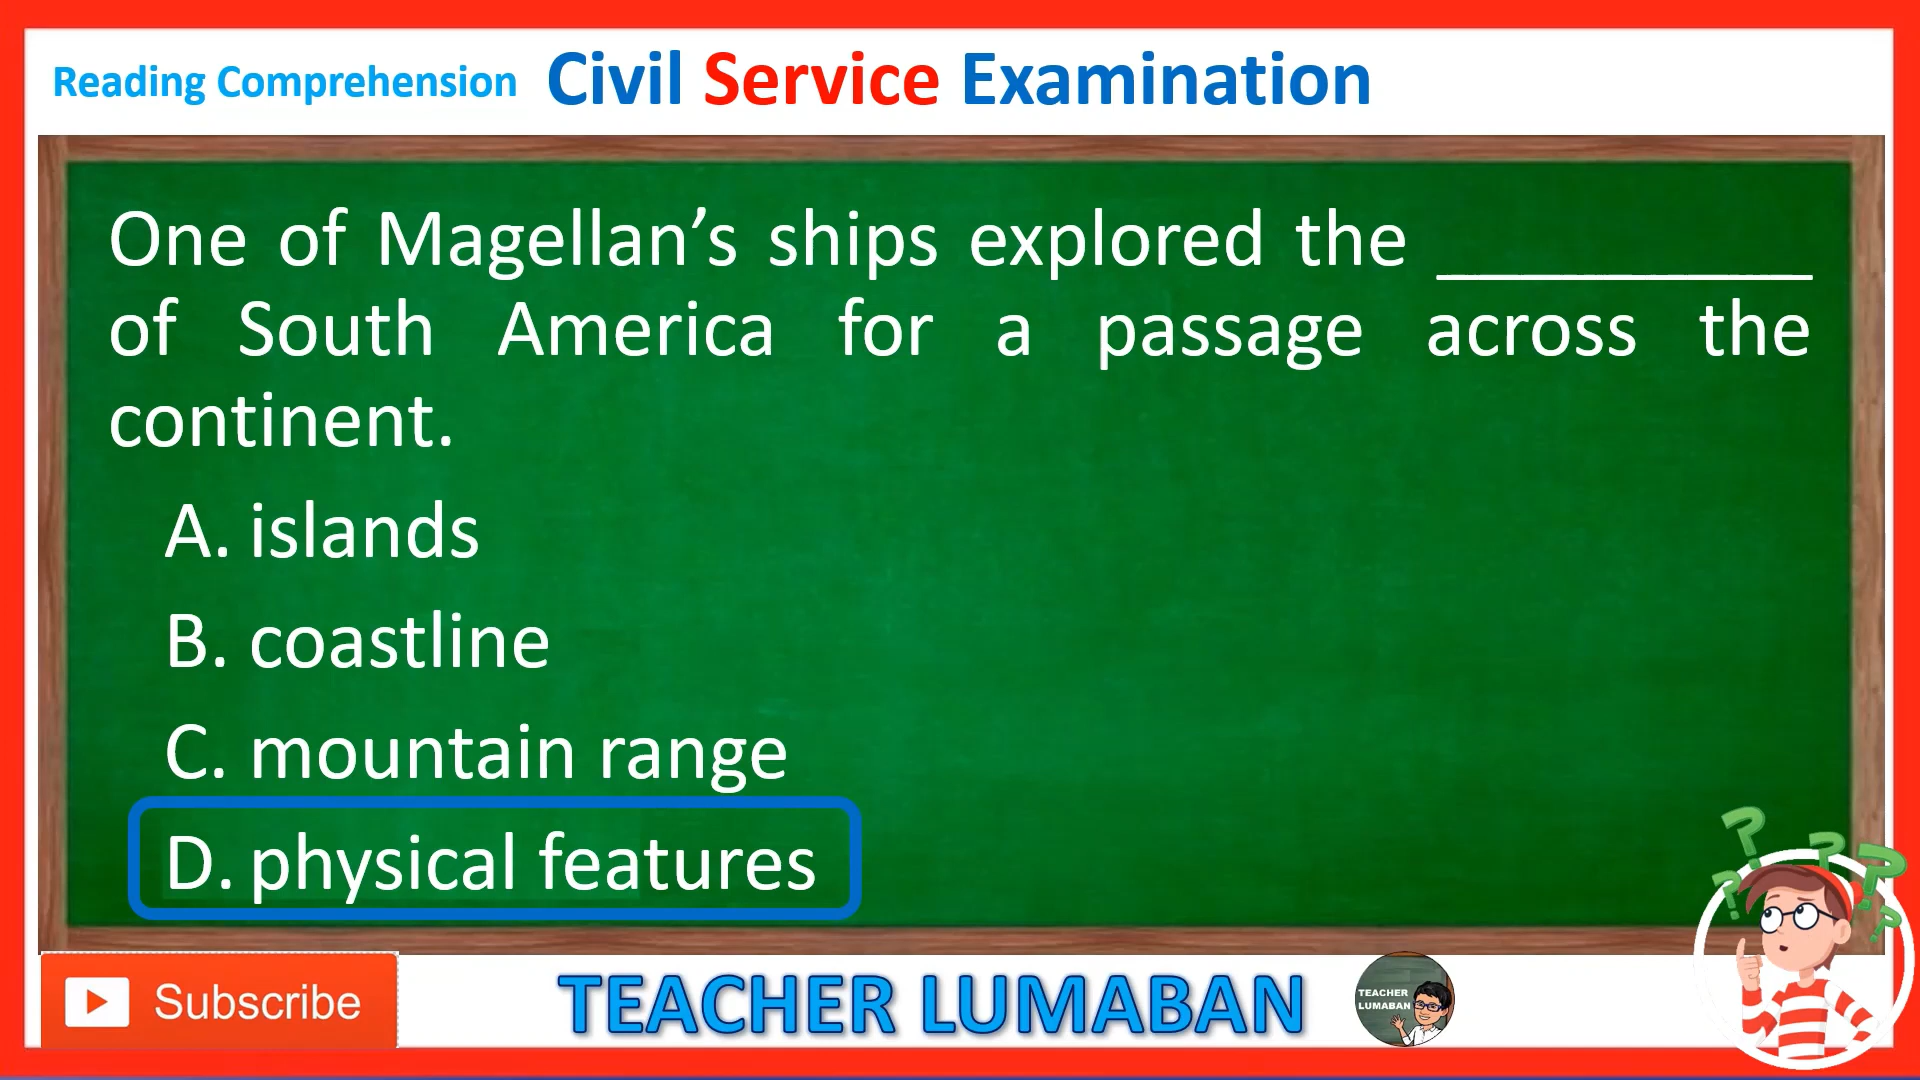 Reading Comprehension Civil Service Examination
One of Magellan’s ships explored the __________
of South America for a passage across the
continent.
A. islands
B. coastline
C. mountain range
D. physical features
Subscribe
TEACHER LUMABAN
TEACHER
LUMABAN